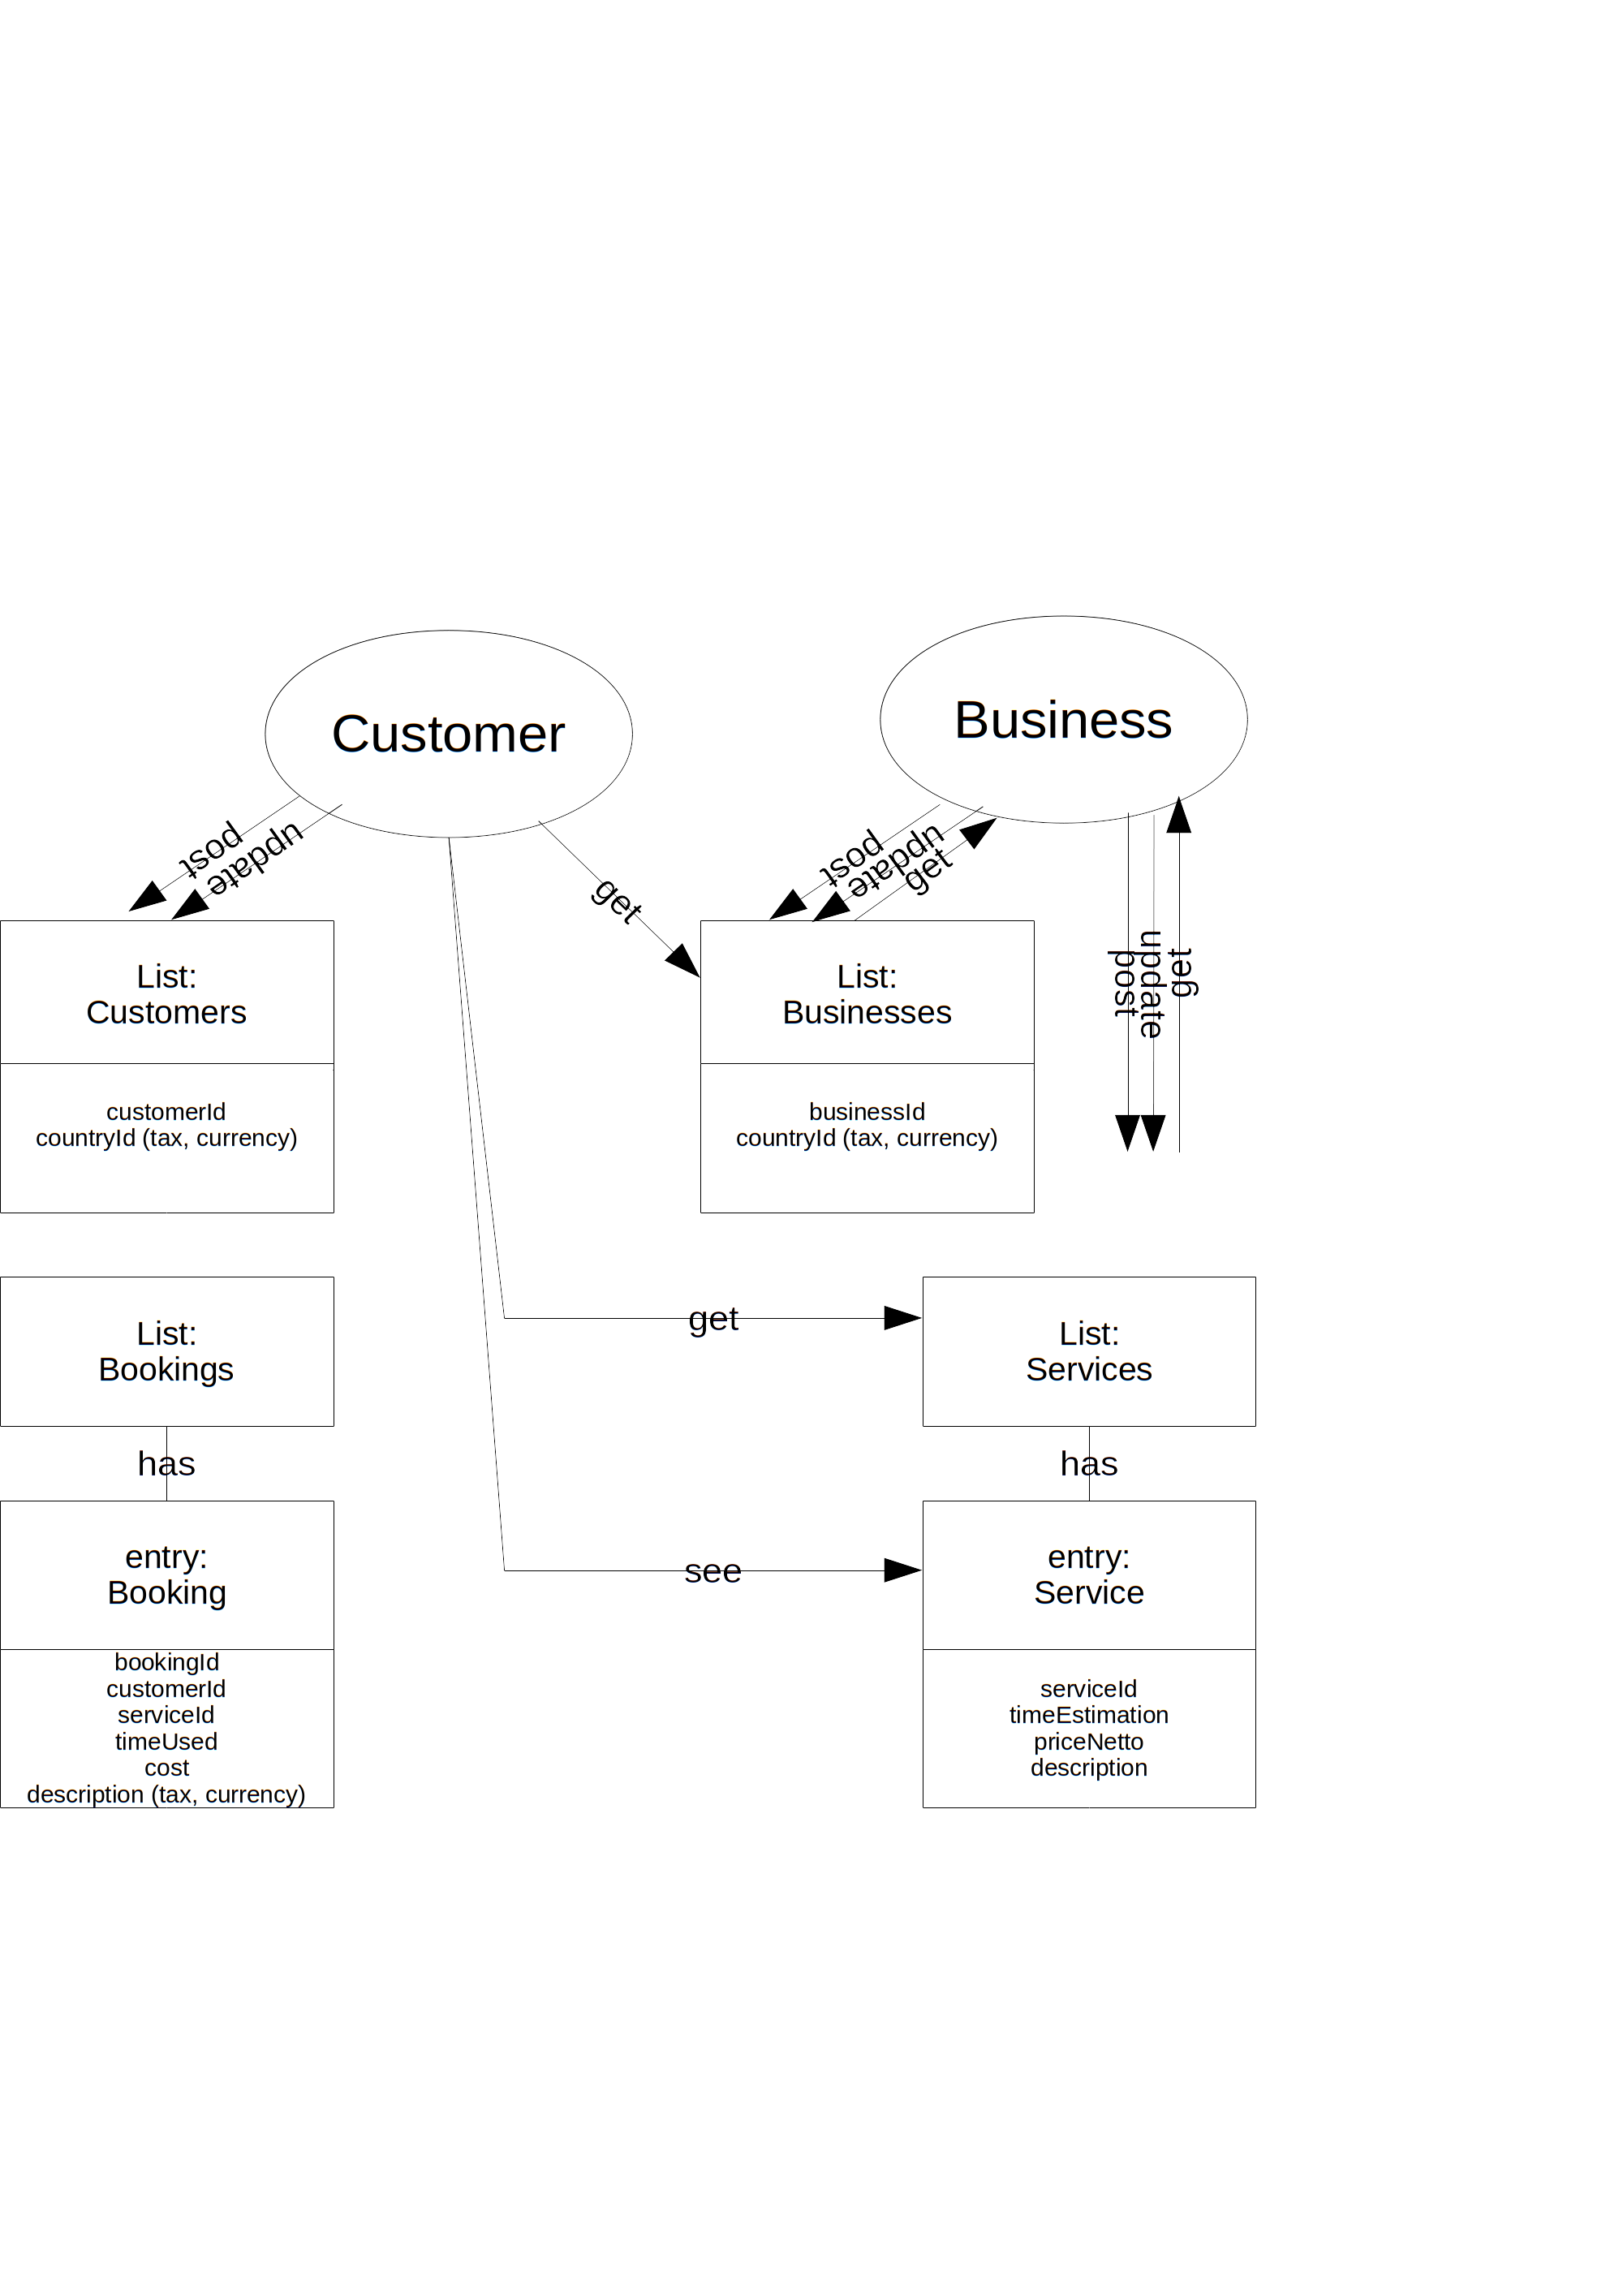 Customer
Business
post
update
get
post
update
get
post
update
get
List:
Customers
customerId
countryId (tax, currency)
List:
Businesses
businessId
countryId (tax, currency)
List:
Bookings
get
List:
Services
has
has
entry:
Booking
bookingId
customerId
serviceId
timeUsed
cost
description (tax, currency)
see
entry:
Service
serviceId
timeEstimation
priceNetto
description